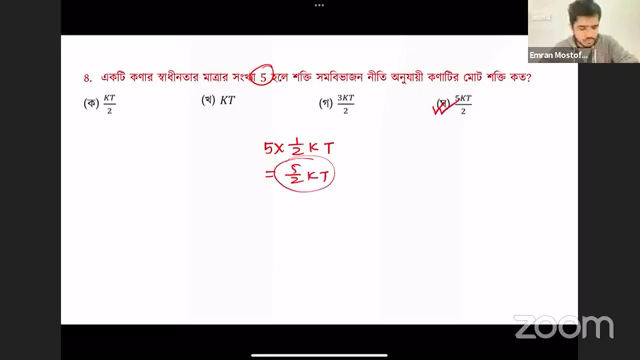 Emran Mostof...
8. একটি কণার স্বাধীনতার মাত্রার সংখ্যা 5 হলে শক্তি সমবিভাজন নীতি অনুযায়ী কণাটির মোট শক্তি কত?
(ক) KT/2 (খ) KT (গ) 3KT/2 (ঘ) 5KT/2
5 × 1/2 KT
= 5/2 KT
zoom